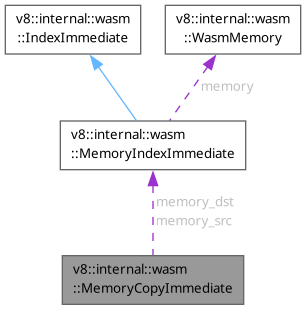 v8::internal::wasm
::IndexImmediate
v8::internal::wasm
::WasmMemory
memory
v8::internal::wasm
::MemoryIndexImmediate
memory_dst
memory_src
v8::internal::wasm
::MemoryCopyImmediate